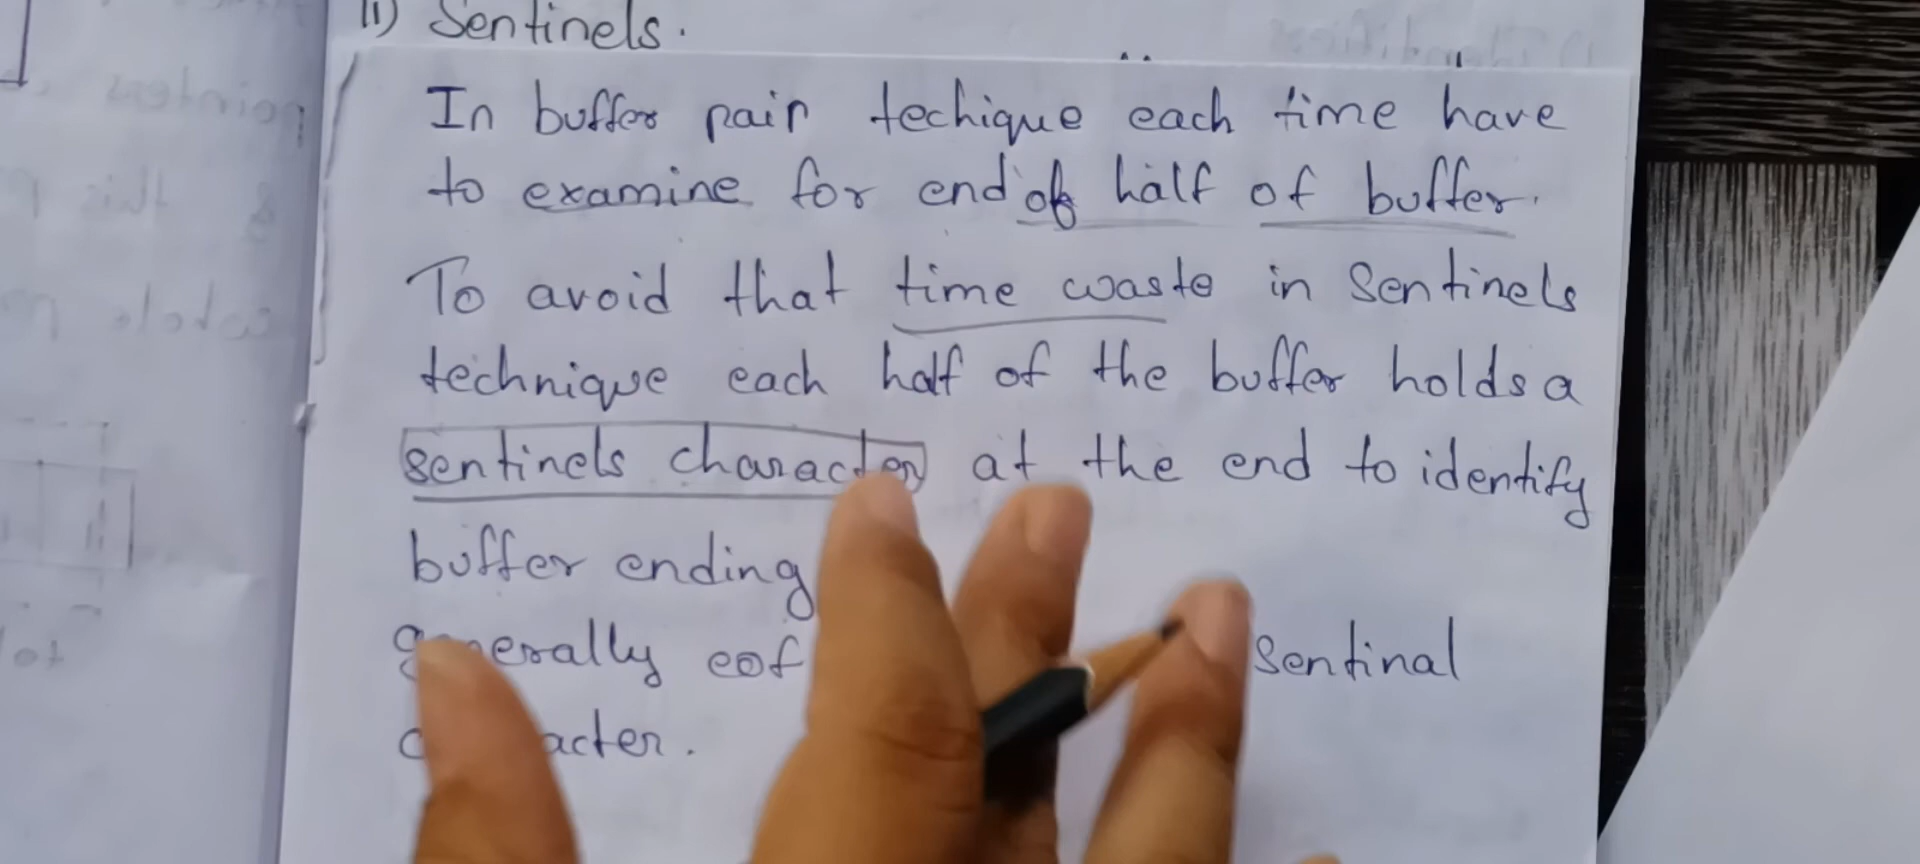 ii) Sentinels.
In buffer pair techique each time have
to examine for end of half of buffer.
To avoid that time waste in Sentinels
technique each half of the buffer holds a
sentinels character at the end to identify
buffer ending
generally eof sentinal